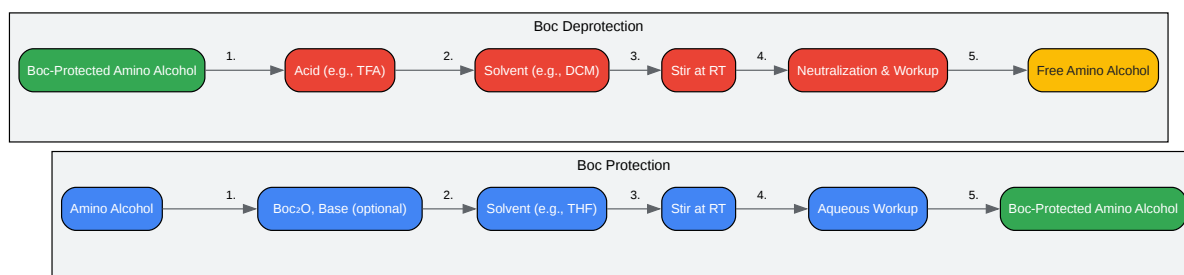 Boc Deprotection
1.
2.
3.
4.
5.
Boc-Protected Amino Alcohol
Acid (e.g., TFA)
Solvent (e.g., DCM)
Stir at RT
Neutralization & Workup
Free Amino Alcohol
Boc Protection
1.
2.
3.
4.
5.
Amino Alcohol
Boc₂O, Base (optional)
Solvent (e.g., THF)
Stir at RT
Aqueous Workup
Boc-Protected Amino Alcohol